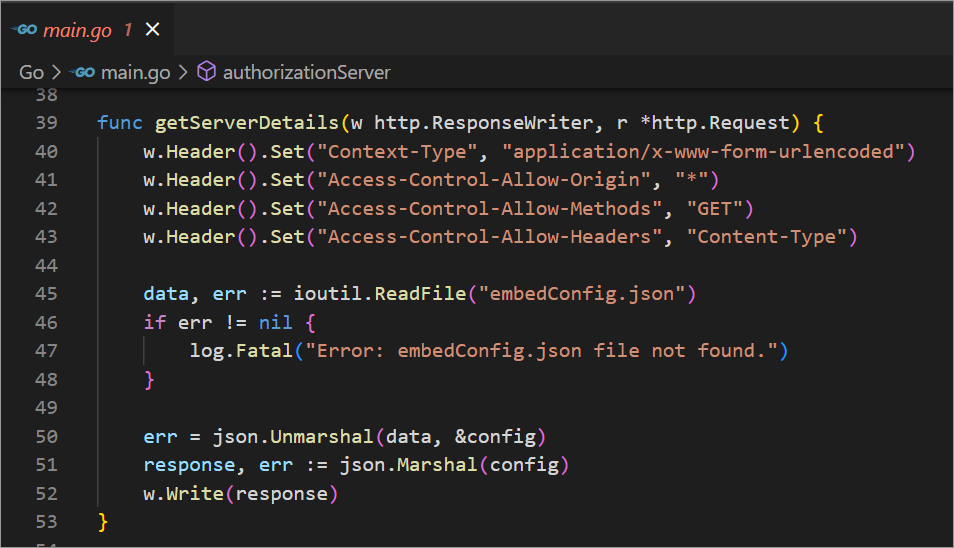 GO main.go 1 ×
Go > GO main.go > authorizationServer
38
39 func getServerDetails(w http.ResponseWriter, r *http.Request) {
40     w.Header().Set("Context-Type", "application/x-www-form-urlencoded")
41     w.Header().Set("Access-Control-Allow-Origin", "*")
42     w.Header().Set("Access-Control-Allow-Methods", "GET")
43     w.Header().Set("Access-Control-Allow-Headers", "Content-Type")
44
45     data, err := ioutil.ReadFile("embedConfig.json")
46     if err != nil {
47         log.Fatal("Error: embedConfig.json file not found.")
48     }
49
50     err = json.Unmarshal(data, &config)
51     response, err := json.Marshal(config)
52     w.Write(response)
53 }
54